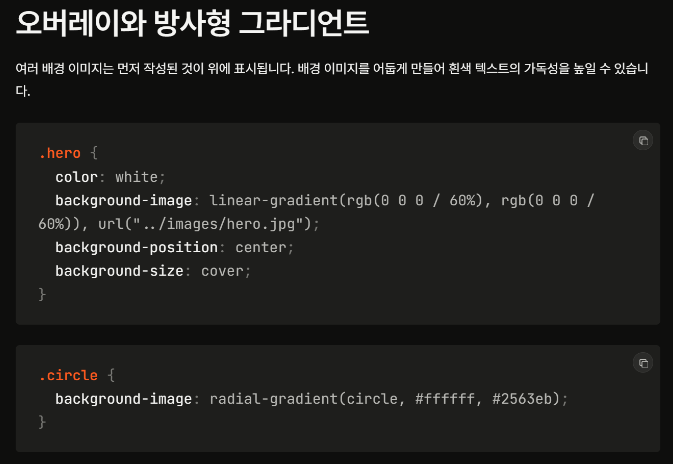 오버레이와 방사형 그라디언트
여러 배경 이미지는 먼저 작성된 것이 위에 표시됩니다. 배경 이미지를 어둡게 만들어 흰색 텍스트의 가독성을 높일 수 있습니
다.
.hero {
  color: white;
  background-image: linear-gradient(rgb(0 0 0 / 60%), rgb(0 0 0 /
60%)), url("../images/hero.jpg");
  background-position: center;
  background-size: cover;
}
.circle {
  background-image: radial-gradient(circle, #ffffff, #2563eb);
}